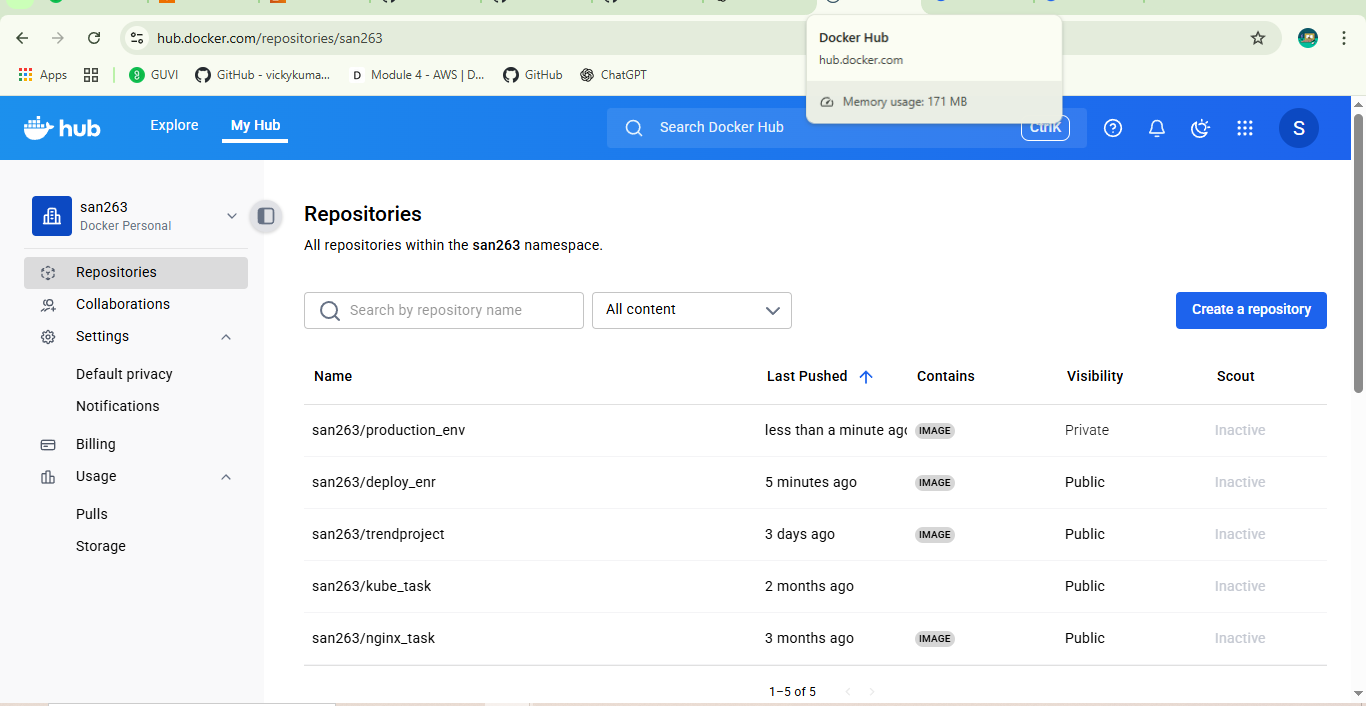 hub.docker.com/repositories/san263
Docker Hub
hub.docker.com
Memory usage: 171 MB
Apps
GUVI
GitHub - vickykuma...
D Module 4 - AWS | D...
GitHub
ChatGPT
hub
Explore
My Hub
Search Docker Hub
CtrlK
S
san263
Docker Personal
Repositories
Collaborations
Settings
Default privacy
Notifications
Billing
Usage
Pulls
Storage
Repositories
All repositories within the san263 namespace.
Search by repository name
All content
Create a repository
Name Last Pushed Contains Visibility Scout
san263/production_env less than a minute ago IMAGE Private Inactive
san263/deploy_enr 5 minutes ago IMAGE Public Inactive
san263/trendproject 3 days ago IMAGE Public Inactive
san263/kube_task 2 months ago Public Inactive
san263/nginx_task 3 months ago IMAGE Public Inactive
1–5 of 5